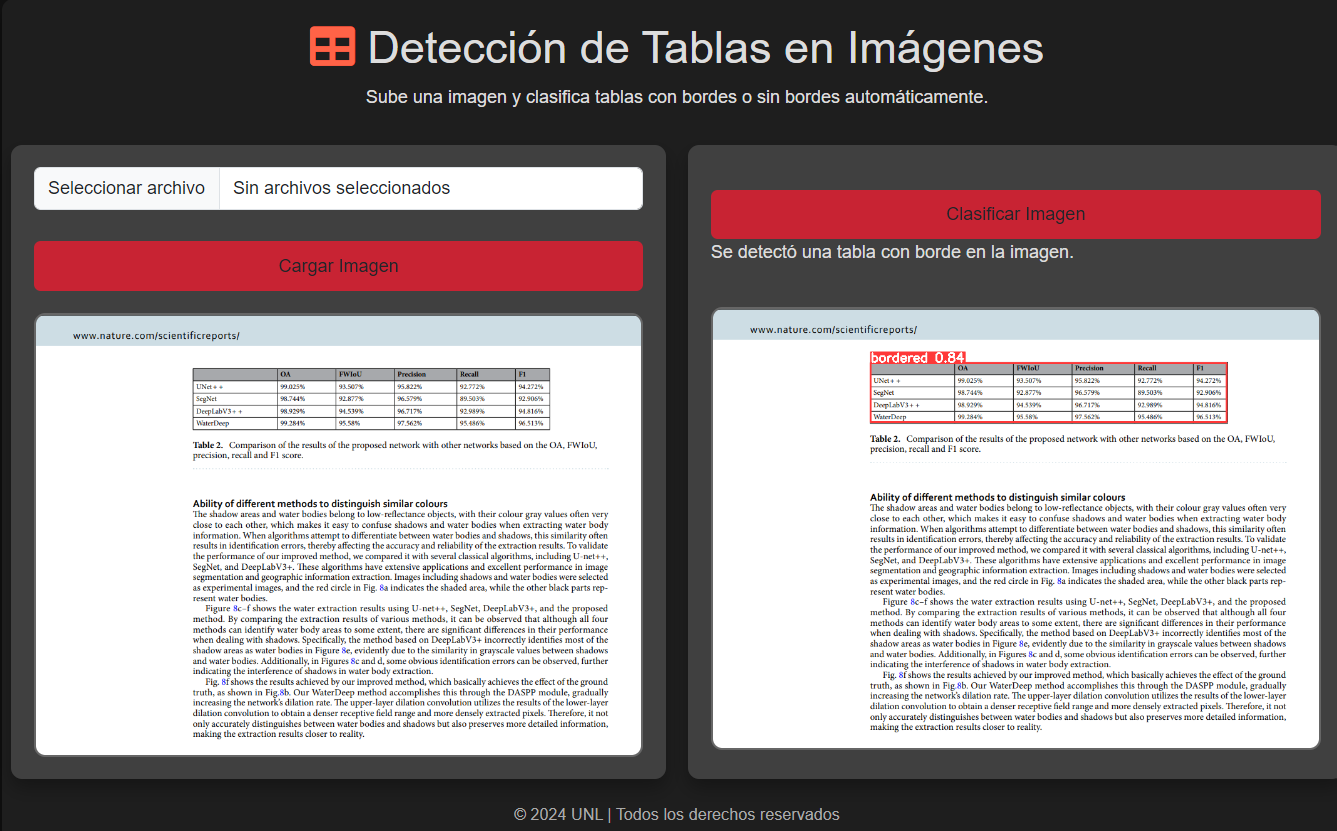 Detección de Tablas en Imágenes
Sube una imagen y clasifica tablas con bordes o sin bordes automáticamente.
Seleccionar archivo Sin archivos seleccionados
Cargar Imagen
www.nature.com/scientificreports/
OA FWIoU Precision Recall F1
UNet++ 99.025% 93.507% 95.822% 92.772% 94.272%
SegNet 98.744% 92.877% 96.579% 89.503% 92.906%
DeepLabV3++ 98.929% 94.539% 96.717% 92.989% 94.816%
WaterDeep 99.284% 95.58% 97.562% 95.486% 96.513%
Table 2. Comparison of the results of the proposed network with other networks based on the OA, FWIoU,
precision, recall and F1 score.
Ability of different methods to distinguish similar colours
The shadow areas and water bodies belong to low-reflectance objects, with their colour gray values often very
close to each other, which makes it easy to confuse shadows and water bodies when extracting water body
information. When algorithms attempt to differentiate between water bodies and shadows, this similarity often
results in identification errors, thereby affecting the accuracy and reliability of the extraction results. To validate
the performance of our improved method, we compared it with several classical algorithms, including U-net++,
SegNet, and DeepLabV3+. These algorithms have extensive applications and excellent performance in image
segmentation and geographic information extraction. Images including shadows and water bodies were selected
as experimental images, and the red circle in Fig. 8a indicates the shaded area, while the other black parts rep-
resent water bodies.
Figure 8c–f shows the water extraction results using U-net++, SegNet, DeepLabV3+, and the proposed
method. By comparing the extraction results of various methods, it can be observed that although all four
methods can identify water body areas to some extent, there are significant differences in their performance
when dealing with shadows. Specifically, the method based on DeepLabV3+ incorrectly identifies most of the
shadow areas as water bodies in Figure 8e, evidently due to the similarity in grayscale values between shadows
and water bodies. Additionally, in Figures 8c and d, some obvious identification errors can be observed, further
indicating the interference of shadows in water body extraction.
Fig. 8f shows the results achieved by our improved method, which basically achieves the effect of the ground
truth, as shown in Fig.8b. Our WaterDeep method accomplishes this through the DASPP module, gradually
increasing the network's dilation rate. The upper-layer dilation convolution utilizes the results of the lower-layer
dilation convolution to obtain a denser receptive field range and more densely extracted pixels. Therefore, it not
only accurately distinguishes between water bodies and shadows but also preserves more detailed information,
making the extraction results closer to reality.
Clasificar Imagen
Se detectó una tabla con borde en la imagen.
www.nature.com/scientificreports/
bordered 0.84
OA FWIoU Precision Recall F1
UNet++ 99.025% 93.507% 95.822% 92.772% 94.272%
SegNet 98.744% 92.877% 96.579% 89.503% 92.906%
DeepLabV3++ 98.929% 94.539% 96.717% 92.989% 94.816%
WaterDeep 99.284% 95.58% 97.562% 95.486% 96.513%
Table 2. Comparison of the results of the proposed network with other networks based on the OA, FWIoU,
precision, recall and F1 score.
Ability of different methods to distinguish similar colours
The shadow areas and water bodies belong to low-reflectance objects, with their colour gray values often very
close to each other, which makes it easy to confuse shadows and water bodies when extracting water body
information. When algorithms attempt to differentiate between water bodies and shadows, this similarity often
results in identification errors, thereby affecting the accuracy and reliability of the extraction results. To validate
the performance of our improved method, we compared it with several classical algorithms, including U-net++,
SegNet, and DeepLabV3+. These algorithms have extensive applications and excellent performance in image
segmentation and geographic information extraction. Images including shadows and water bodies were selected
as experimental images, and the red circle in Fig. 8a indicates the shaded area, while the other black parts rep-
resent water bodies.
Figure 8c–f shows the water extraction results using U-net++, SegNet, DeepLabV3+, and the proposed
method. By comparing the extraction results of various methods, it can be observed that although all four
methods can identify water body areas to some extent, there are significant differences in their performance
when dealing with shadows. Specifically, the method based on DeepLabV3+ incorrectly identifies most of the
shadow areas as water bodies in Figure 8e, evidently due to the similarity in grayscale values between shadows
and water bodies. Additionally, in Figures 8c and d, some obvious identification errors can be observed, further
indicating the interference of shadows in water body extraction.
Fig. 8f shows the results achieved by our improved method, which basically achieves the effect of the ground
truth, as shown in Fig.8b. Our WaterDeep method accomplishes this through the DASPP module, gradually
increasing the network's dilation rate. The upper-layer dilation convolution utilizes the results of the lower-layer
dilation convolution to obtain a denser receptive field range and more densely extracted pixels. Therefore, it not
only accurately distinguishes between water bodies and shadows but also preserves more detailed information,
making the extraction results closer to reality.
© 2024 UNL | Todos los derechos reservados